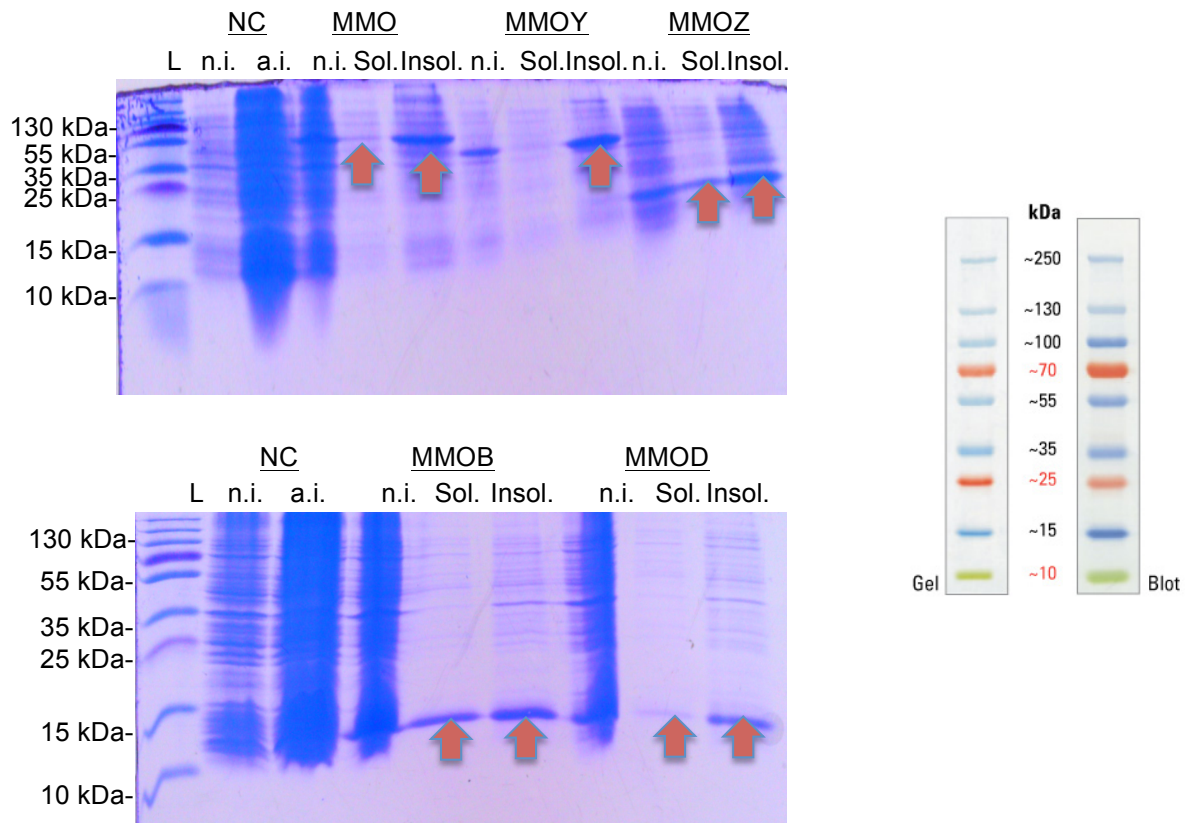 NC MMO MMOY MMOZ
L n.i. a.i. n.i. Sol. Insol. n.i. Sol. Insol. n.i. Sol. Insol.
130 kDa-
55 kDa-
35 kDa-
25 kDa-
15 kDa-
10 kDa-
NC MMOB MMOD
L n.i. a.i. n.i. Sol. Insol. n.i. Sol. Insol.
130 kDa-
55 kDa-
35 kDa-
25 kDa-
15 kDa-
10 kDa-
kDa
~250
~130
~100
~70
~55
~35
~25
~15
~10
Gel Blot